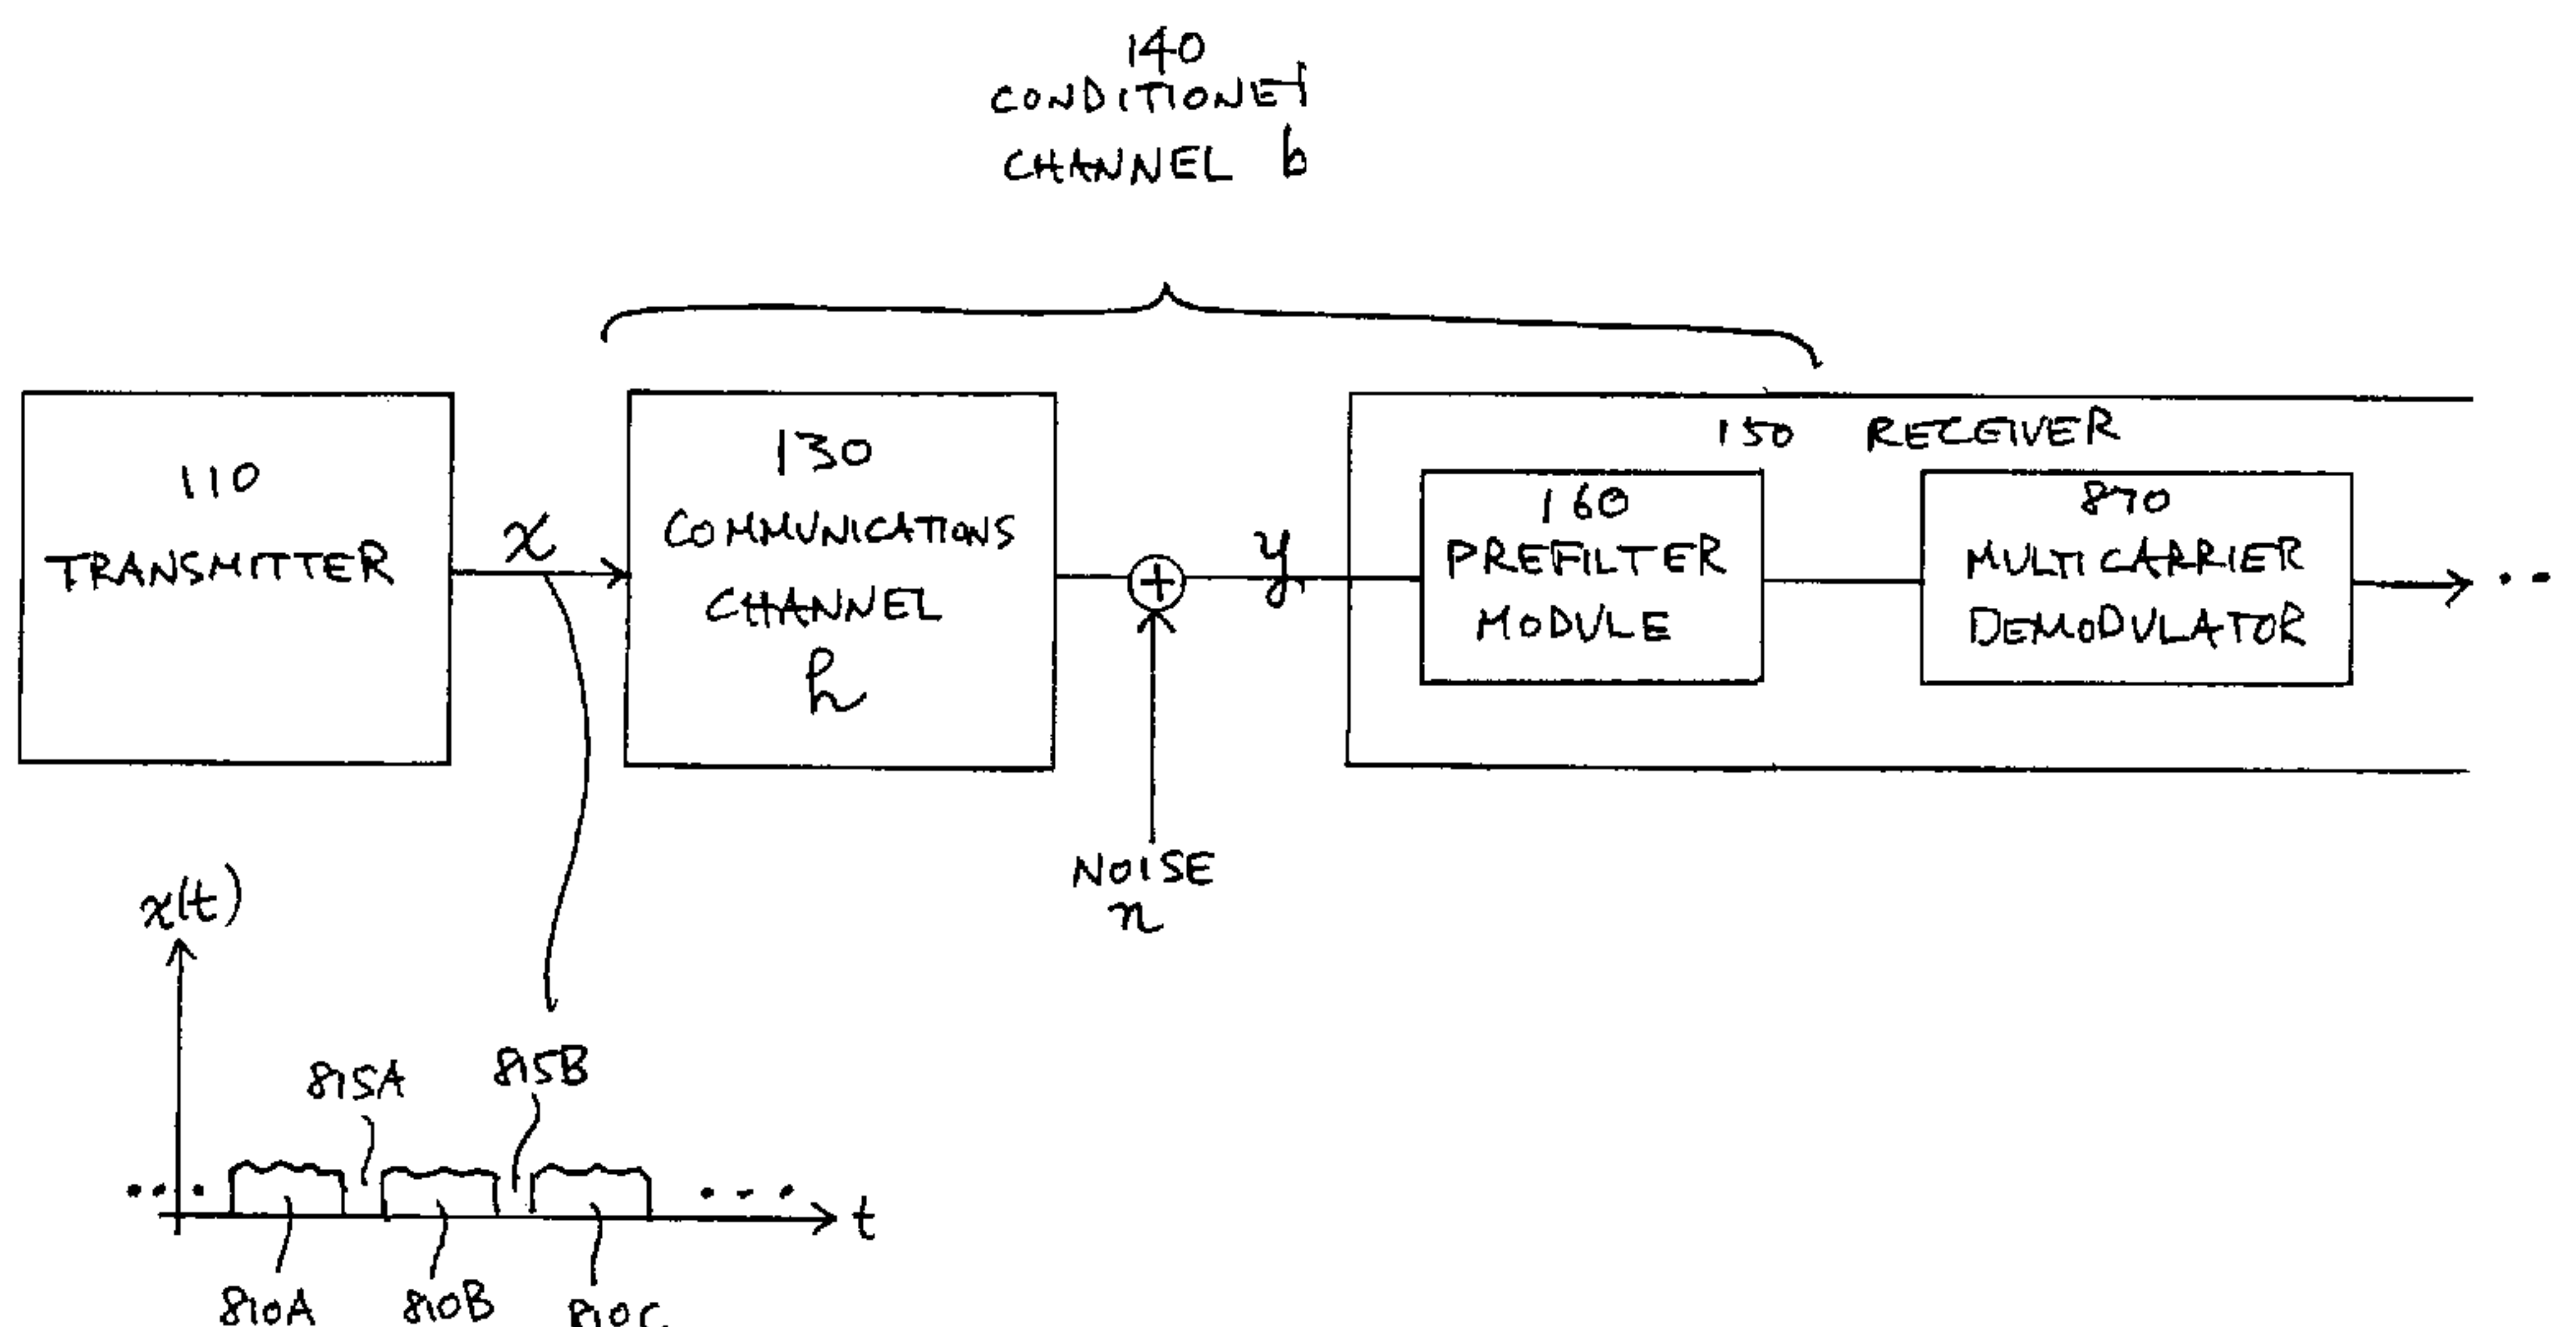 140
CONDITIONED
CHANNEL b
150 RECEIVER
110
TRANSMITTER
x
130
COMMUNICATIONS
CHANNEL
h
y
160
PREFILTER
MODULE
870
MULTICARRIER
DEMODULATOR
NOISE
n
x(t)
815A
815B
t
810A
810B
810C